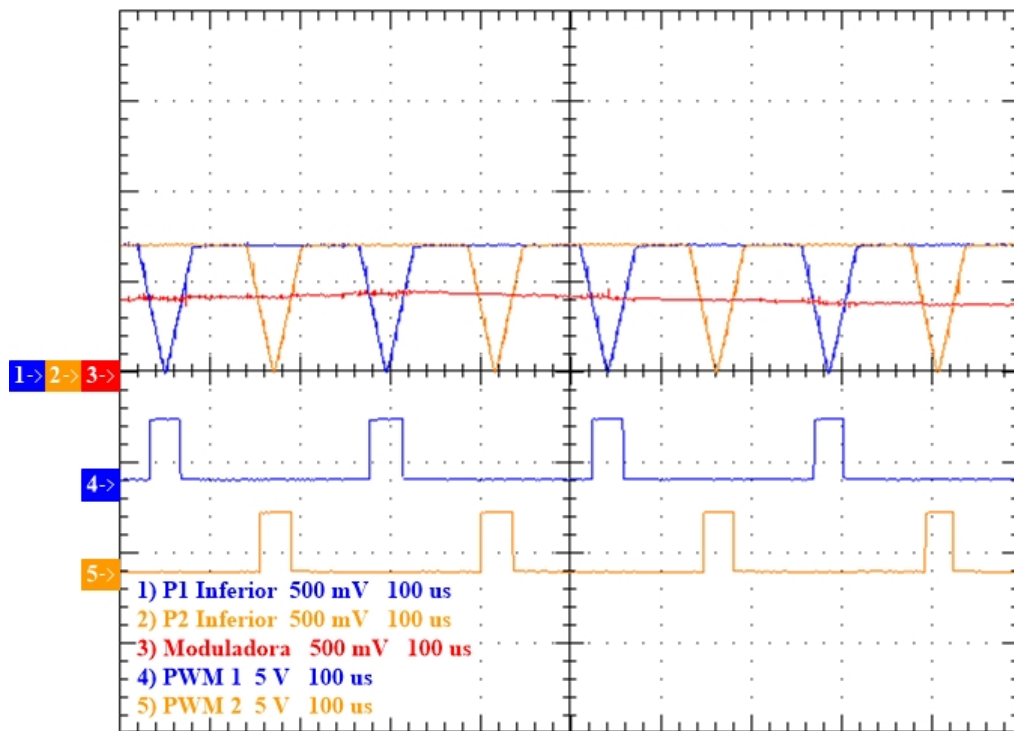 1-> 2-> 3->
4->
5->
1) P1 Inferior 500 mV 100 us
2) P2 Inferior 500 mV 100 us
3) Moduladora 500 mV 100 us
4) PWM 1 5 V 100 us
5) PWM 2 5 V 100 us